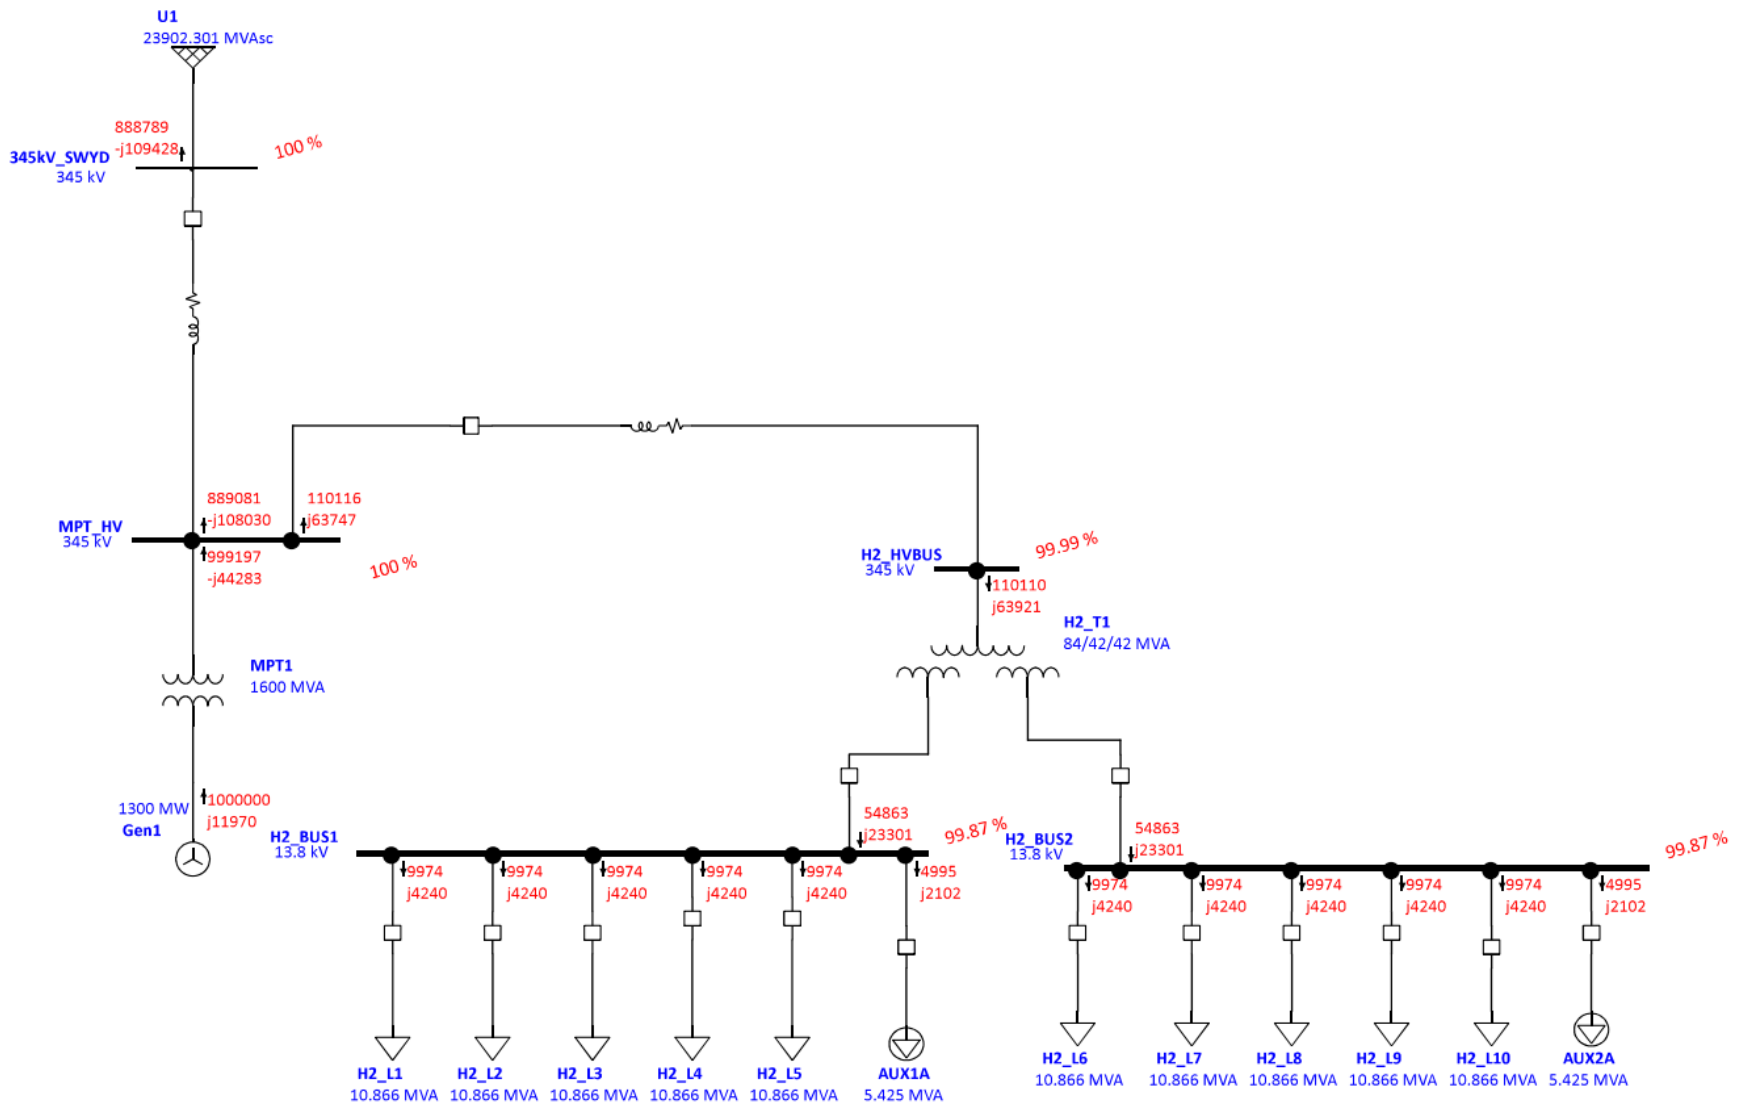 U1
23902.301 MVAsc
888789
-j109428
100 %
345kV_SWYD
345 kV
889081
-j108030
110116
j63747
MPT_HV
345 kV
999197
-j44283
100 %
H2_HVBUS
345 kV
99.99 %
110110
j63921
H2_T1
84/42/42 MVA
MPT1
1600 MVA
1300 MW
Gen1
1000000
j11970
H2_BUS1
13.8 kV
54863
j23301
99.87 %
H2_BUS2
13.8 kV
54863
j23301
99.87 %
9974
j4240
9974
j4240
9974
j4240
9974
j4240
9974
j4240
4995
j2102
9974
j4240
9974
j4240
9974
j4240
9974
j4240
9974
j4240
4995
j2102
H2_L1
10.866 MVA
H2_L2
10.866 MVA
H2_L3
10.866 MVA
H2_L4
10.866 MVA
H2_L5
10.866 MVA
AUX1A
5.425 MVA
H2_L6
10.866 MVA
H2_L7
10.866 MVA
H2_L8
10.866 MVA
H2_L9
10.866 MVA
H2_L10
10.866 MVA
AUX2A
5.425 MVA